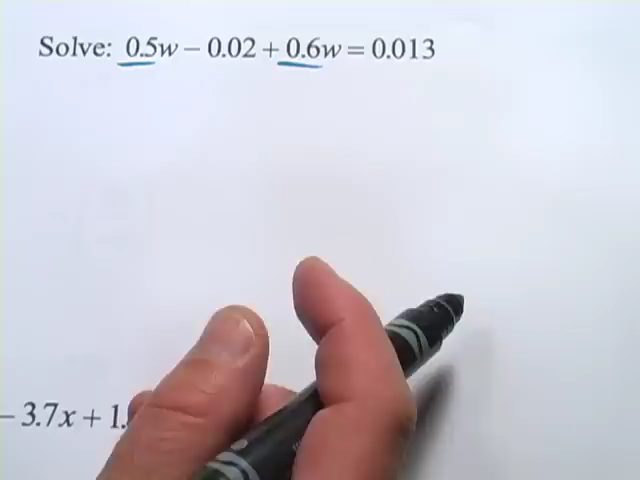 Solve: 0.5w − 0.02 + 0.6w = 0.013
− 3.7x + 1.